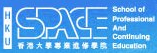 HKU
SPACE
School of
Professional
And
Continuing
Education
香港大學專業進修學院